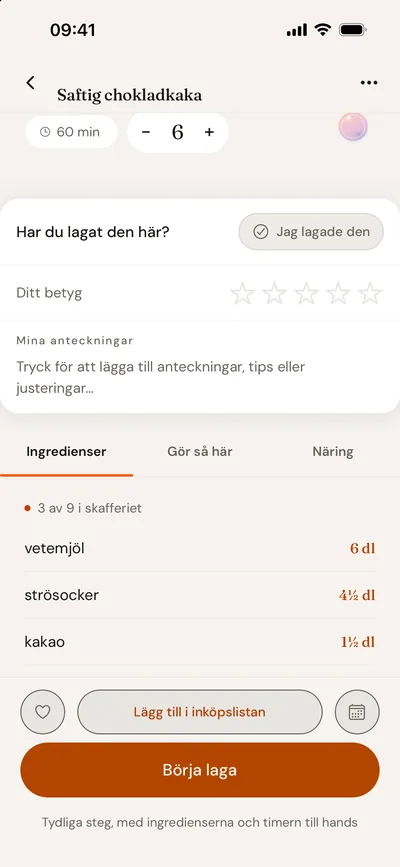 09:41
Saftig chokladkaka
60 min
- 6 +
Har du lagat den här?
Jag lagade den
Ditt betyg
Mina anteckningar
Tryck för att lägga till anteckningar, tips eller
justeringar...
Ingredienser
Gör så här
Näring
3 av 9 i skafferiet
vetemjöl
6 dl
strösocker
4½ dl
kakao
1½ dl
Lägg till i inköpslistan
Börja laga
Tydliga steg, med ingredienserna och timern till hands